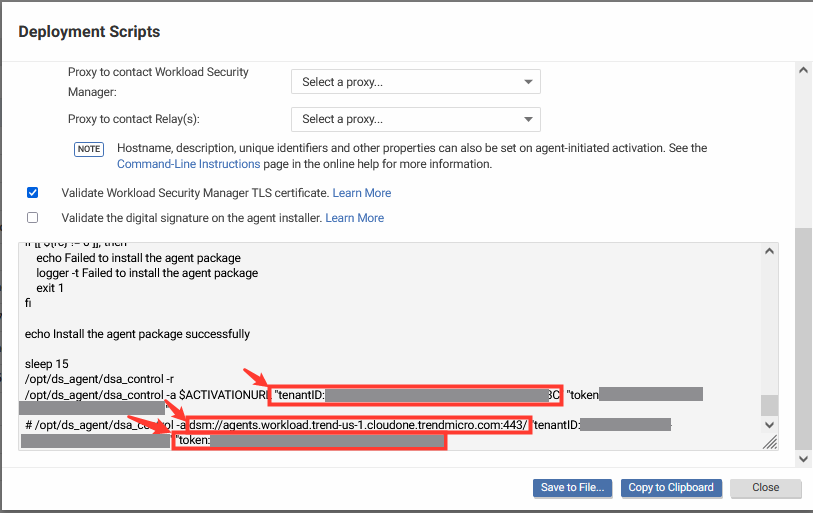 Deployment Scripts
Proxy to contact Workload Security
Manager:
Select a proxy...
Proxy to contact Relay(s):
Select a proxy...
NOTE
Hostname, description, unique identifiers and other properties can also be set on agent-initiated activation. See the
Command-Line Instructions page in the online help for more information.
Validate Workload Security Manager TLS certificate. Learn More
Validate the digital signature on the agent installer. Learn More
echo Failed to install the agent package
logger -t Failed to install the agent package
exit 1
fi
echo Install the agent package successfully
sleep 15
/opt/ds_agent/dsa_control -r
/opt/ds_agent/dsa_control -a $ACTIVATIONURL "tenantID: "token
"
# /opt/ds_agent/dsa_control -a dsm://agents.workload.trend-us-1.cloudone.trendmicro.com:443/ "tenantID:
" "token:
Save to File...
Copy to Clipboard
Close